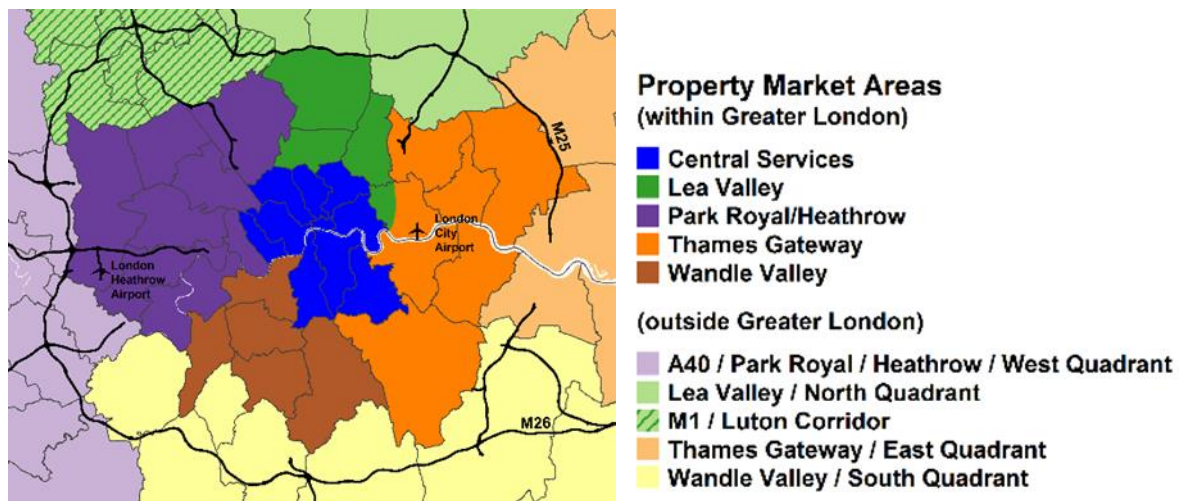 M25
London
City
Airport
London
Heathrow
Airport
M26
Property Market Areas
(within Greater London)
Central Services
Lea Valley
Park Royal/Heathrow
Thames Gateway
Wandle Valley
(outside Greater London)
A40 / Park Royal / Heathrow / West Quadrant
Lea Valley / North Quadrant
M1 / Luton Corridor
Thames Gateway / East Quadrant
Wandle Valley / South Quadrant